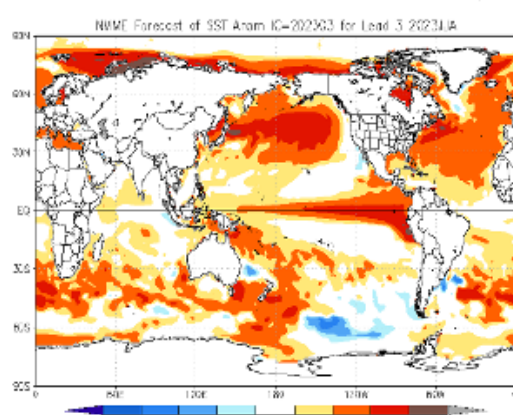 NMME Forecast of SST Anom IC=202303 for Lead 3 2023JJA
90N
60N
30N
EQ
30S
60S
90S
0 60E 120E 180 120W 60W 0